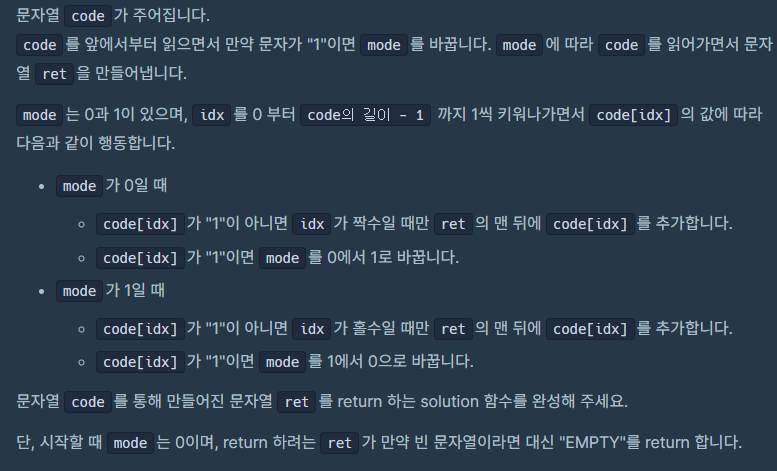 문자열 code 가 주어집니다.
code 를 앞에서부터 읽으면서 만약 문자가 "1"이면 mode 를 바꿉니다. mode 에 따라 code 를 읽어가면서 문자
열 ret 을 만들어냅니다.
mode 는 0과 1이 있으며, idx 를 0 부터 code의 길이 - 1 까지 1씩 키워나가면서 code[idx] 의 값에 따라
다음과 같이 행동합니다.
• mode 가 0일 때
◦ code[idx] 가 "1"이 아니면 idx 가 짝수일 때만 ret 의 맨 뒤에 code[idx] 를 추가합니다.
◦ code[idx] 가 "1"이면 mode 를 0에서 1로 바꿉니다.
• mode 가 1일 때
◦ code[idx] 가 "1"이 아니면 idx 가 홀수일 때만 ret 의 맨 뒤에 code[idx] 를 추가합니다.
◦ code[idx] 가 "1"이면 mode 를 1에서 0으로 바꿉니다.
문자열 code 를 통해 만들어진 문자열 ret 를 return 하는 solution 함수를 완성해 주세요.
단, 시작할 때 mode 는 0이며, return 하려는 ret 가 만약 빈 문자열이라면 대신 "EMPTY"를 return 합니다.